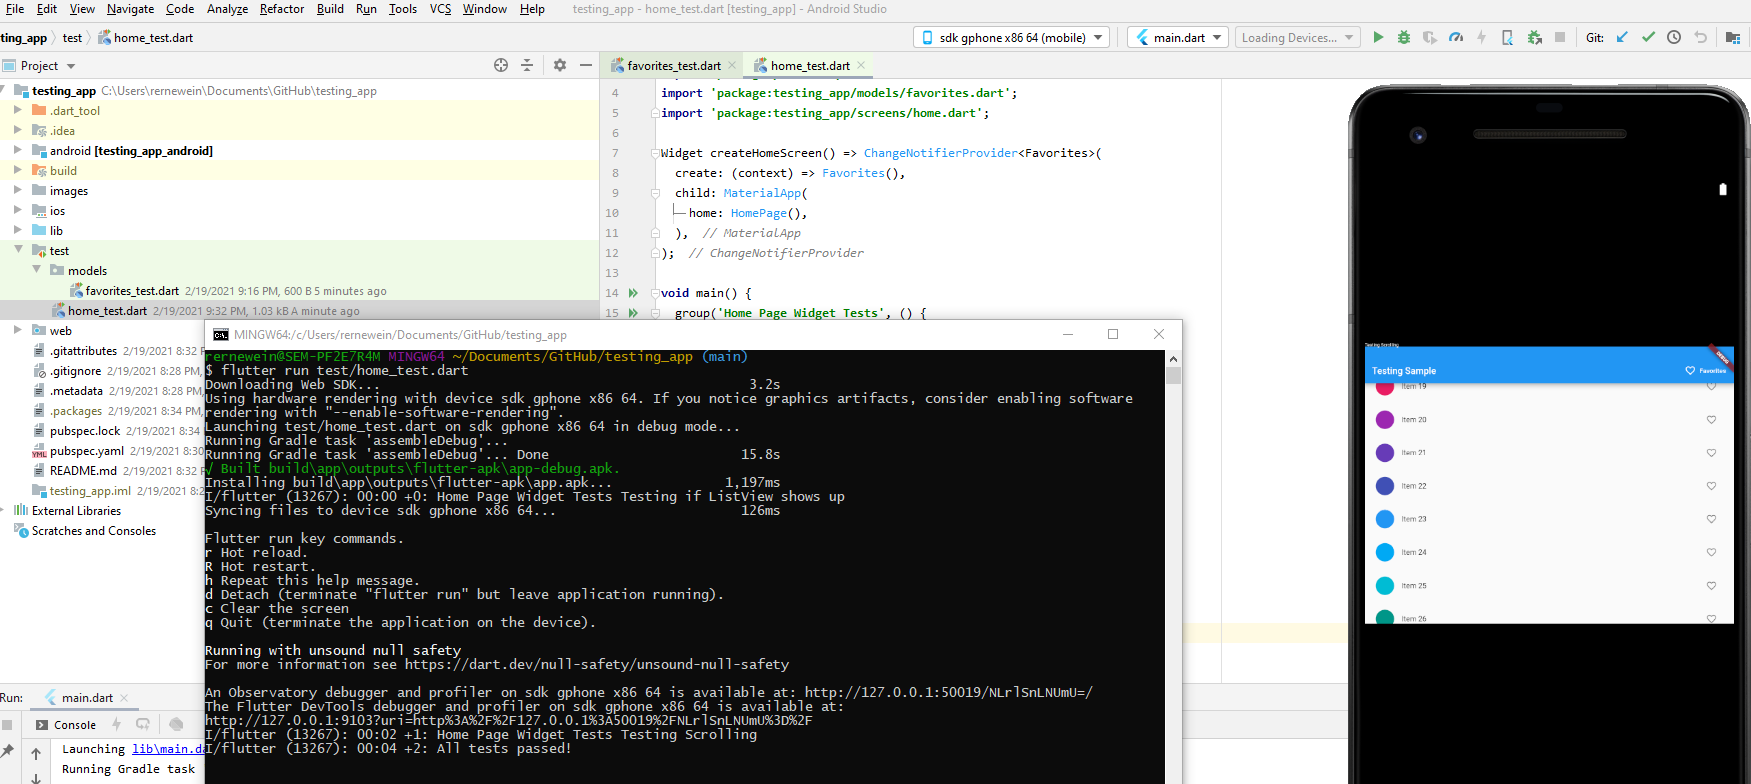 File Edit View Navigate Code Analyze Refactor Build Run Tools VCS Window Help testing_app - home_test.dart [testing_app] - Android Studio
ting_app test home_test.dart sdk gphone x86 64 (mobile) main.dart Loading Devices... Git:
Project
favorites_test.dart home_test.dart
testing_app C:\Users\rernewein\Documents\GitHub\testing_app
.dart_tool
.idea
android [testing_app_android]
build
images
ios
lib
test
models
favorites_test.dart 2/19/2021 9:16 PM, 600 B 5 minutes ago
home_test.dart 2/19/2021 9:32 PM, 1.03 kB A minute ago
web
.gitattributes 2/19/2021 8:32 P
.gitignore 2/19/2021 8:28 PM,
.metadata 2/19/2021 8:28 PM,
.packages 2/19/2021 8:34 PM,
pubspec.lock 2/19/2021 8:34
pubspec.yaml 2/19/2021 8:30
README.md 2/19/2021 8:32 P
testing_app.iml 2/19/2021 8:2
External Libraries
Scratches and Consoles
4 import 'package:testing_app/models/favorites.dart';
5 import 'package:testing_app/screens/home.dart';
6
7 Widget createHomeScreen() => ChangeNotifierProvider<Favorites>(
8 create: (context) => Favorites(),
9 child: MaterialApp(
10 home: HomePage(),
11 ), // MaterialApp
12 ); // ChangeNotifierProvider
13
14 void main() {
15 group('Home Page Widget Tests', () {
MINGW64:/c/Users/rernewein/Documents/GitHub/testing_app
rernewein@SEM-PF2E7R4M MINGW64 ~/Documents/GitHub/testing_app (main)
$ flutter run test/home_test.dart
Downloading Web SDK... 3.2s
Using hardware rendering with device sdk gphone x86 64. If you notice graphics artifacts, consider enabling software
rendering with "--enable-software-rendering".
Launching test/home_test.dart on sdk gphone x86 64 in debug mode...
Running Gradle task 'assembleDebug'...
Running Gradle task 'assembleDebug'... Done 15.8s
√ Built build\app\outputs\flutter-apk\app-debug.apk.
Installing build\app\outputs\flutter-apk\app.apk... 1,197ms
I/flutter (13267): 00:00 +0: Home Page Widget Tests Testing if ListView shows up
Syncing files to device sdk gphone x86 64... 126ms
Flutter run key commands.
r Hot reload.
R Hot restart.
h Repeat this help message.
d Detach (terminate "flutter run" but leave application running).
c Clear the screen
q Quit (terminate the application on the device).
Running with unsound null safety
For more information see https://dart.dev/null-safety/unsound-null-safety
An Observatory debugger and profiler on sdk gphone x86 64 is available at: http://127.0.0.1:50019/NLrlSnLNUmU=/
The Flutter DevTools debugger and profiler on sdk gphone x86 64 is available at:
http://127.0.0.1:9103?uri=http%3A%2F%2F127.0.0.1%3A50019%2FNLrlSnLNUmU%3D%2F
I/flutter (13267): 00:02 +1: Home Page Widget Tests Testing Scrolling
I/flutter (13267): 00:04 +2: All tests passed!
Run: main.dart
Console
Launching lib\main.da
Running Gradle task
Testing Scrolling
DEBUG
Testing Sample Favorites
Item 19
Item 20
Item 21
Item 22
Item 23
Item 24
Item 25
Item 26